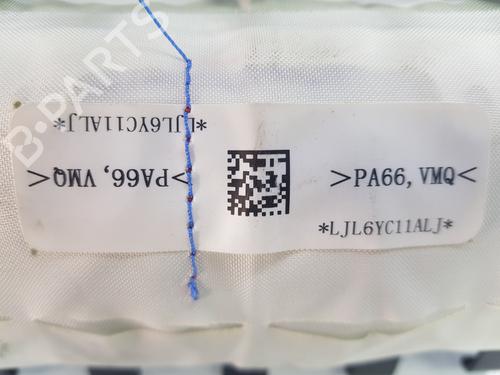 B-PARTS
*LJL6YC11ALJ*
>PA66, VMQ<
>PA66, VMQ<
*LJL6YC11ALJ*